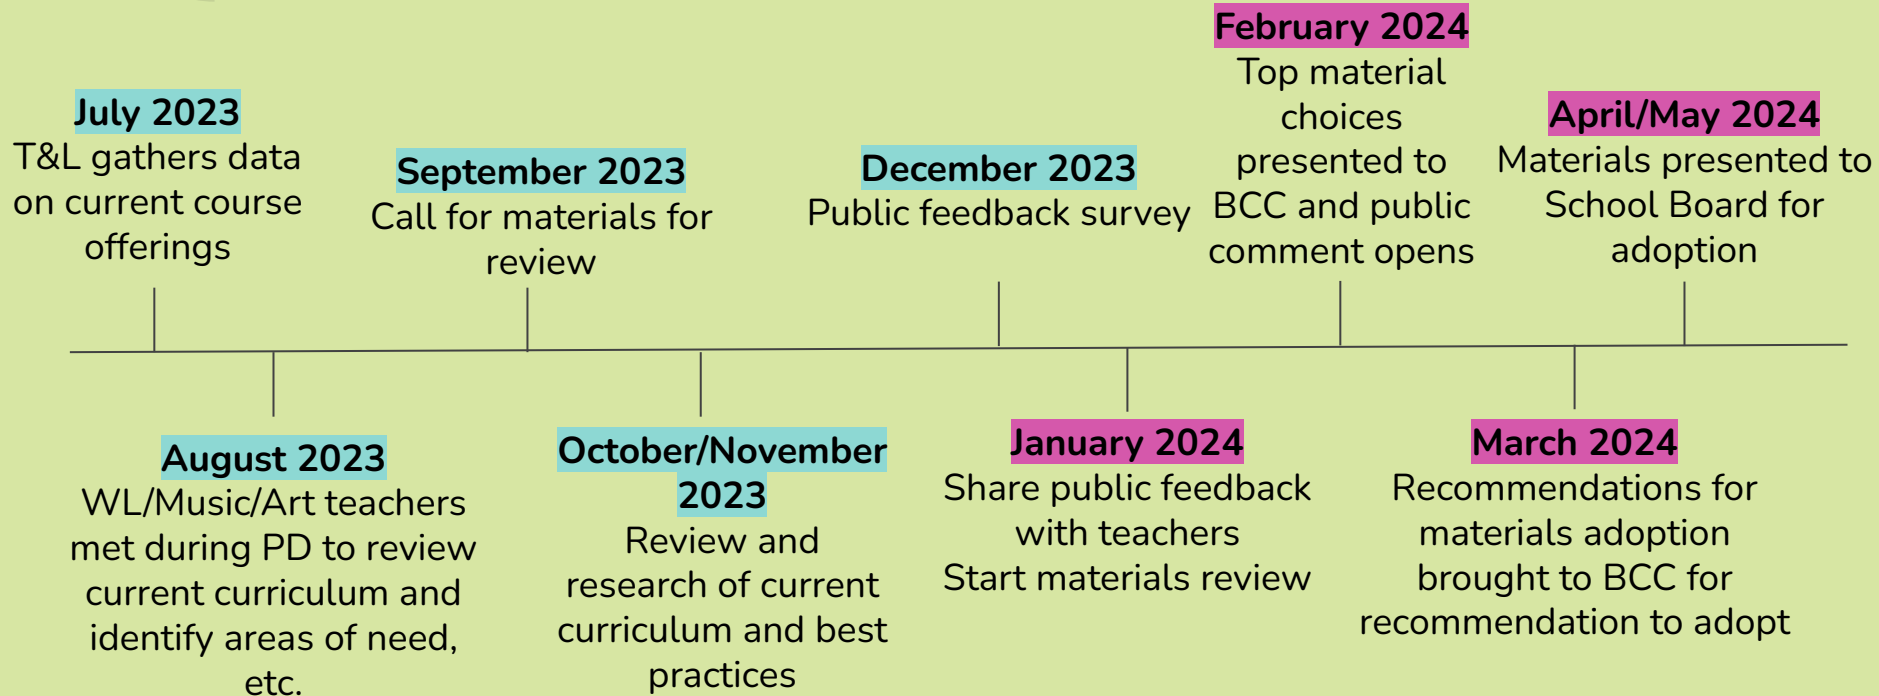 July 2023
T&L gathers data
on current course
offerings
August 2023
WL/Music/Art teachers
met during PD to review
current curriculum and
identify areas of need,
etc.
September 2023
Call for materials for
review
October/November
2023
Review and
research of current
curriculum and best
practices
December 2023
Public feedback survey
January 2024
Share public feedback
with teachers
Start materials review
February 2024
Top material
choices
presented to
BCC and public
comment opens
March 2024
Recommendations for
materials adoption
brought to BCC for
recommendation to adopt
April/May 2024
Materials presented to
School Board for
adoption